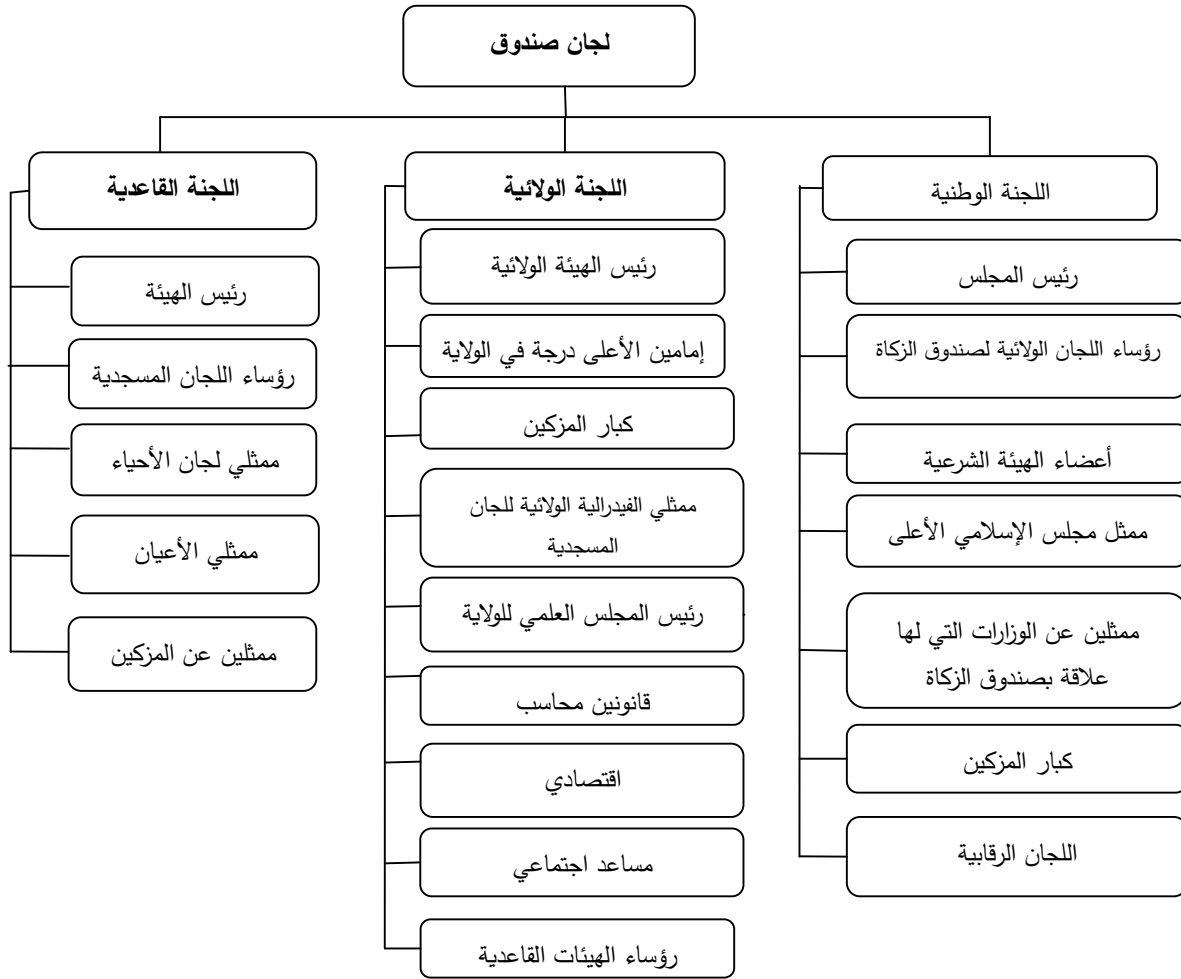 لجان صندوق
اللجنة الوطنية
رئيس المجلس
رؤساء اللجان الولائية لصندوق الزكاة
أعضاء الهيئة الشرعية
ممثل مجلس الإسلامي الأعلى
ممثلين عن الوزارات التي لها
علاقة بصندوق الزكاة
كبار المزكين
اللجان الرقابية
اللجنة الولائية
رئيس الهيئة الولائية
إمامين الأعلى درجة في الولاية
كبار المزكين
ممثلي الفيدرالية الولائية للجان
المسجدية
رئيس المجلس العلمي للولاية
قانونين محاسب
اقتصادي
مساعد اجتماعي
رؤساء الهيئات القاعدية
اللجنة القاعدية
رئيس الهيئة
رؤساء اللجان المسجدية
ممثلي لجان الأحياء
ممثلي الأعيان
ممثلين عن المزكين